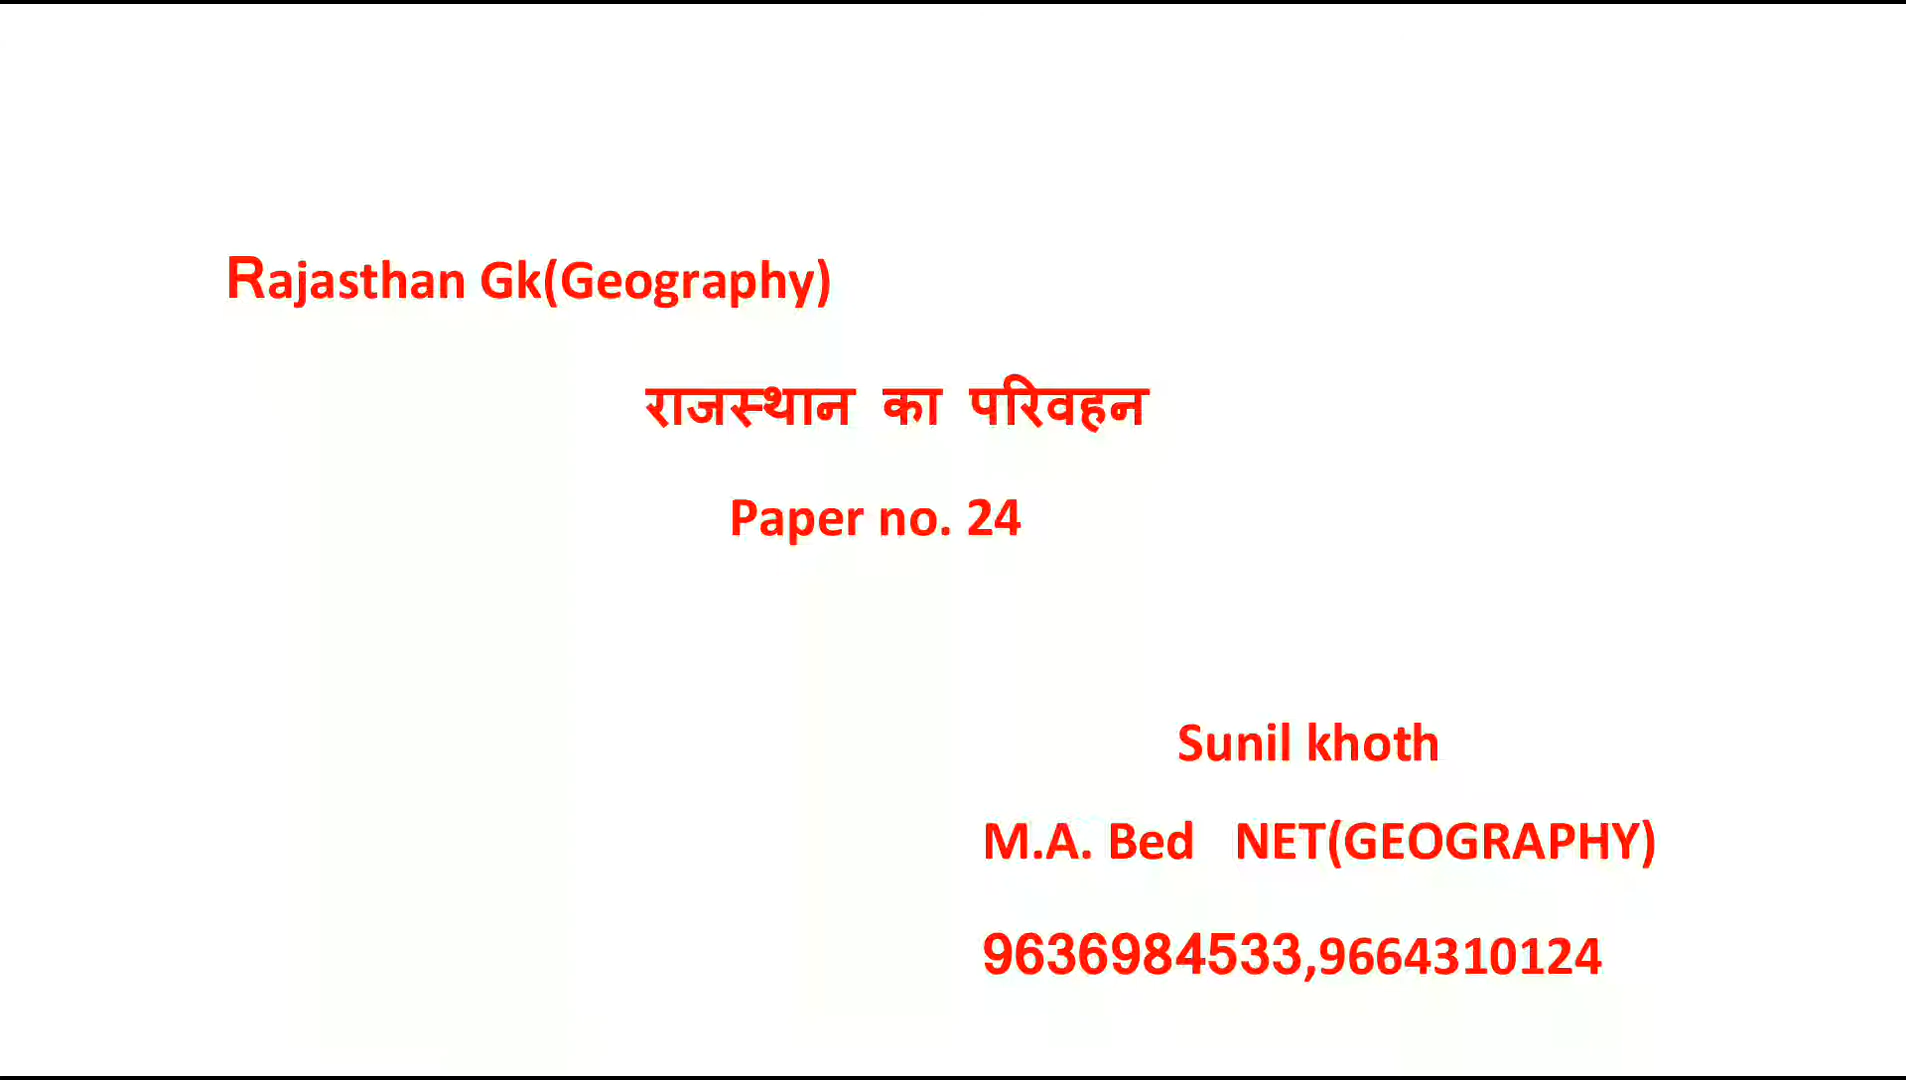 Rajasthan Gk(Geography)
राजस्थान का परिवहन
Paper no. 24
Sunil khoth
M.A. Bed NET(GEOGRAPHY)
9636984533,9664310124